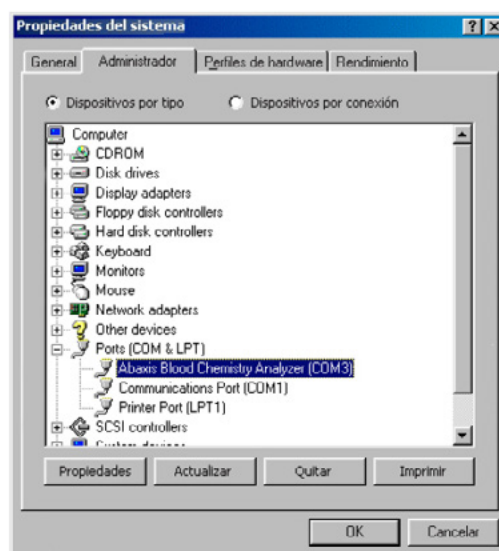 Propiedades del sistema
General Administrador Perfiles de hardware Rendimiento
Dispositivos por tipo Dispositivos por conexión
Computer
CDROM
Disk drives
Display adapters
Floppy disk controllers
Hard disk controllers
Keyboard
Monitors
Mouse
Network adapters
Other devices
Ports (COM & LPT)
Abaxis Blood Chemistry Analyzer (COM3)
Communications Port (COM1)
Printer Port (LPT1)
SCSI controllers
System devices
Propiedades Actualizar Quitar Imprimir
OK Cancelar